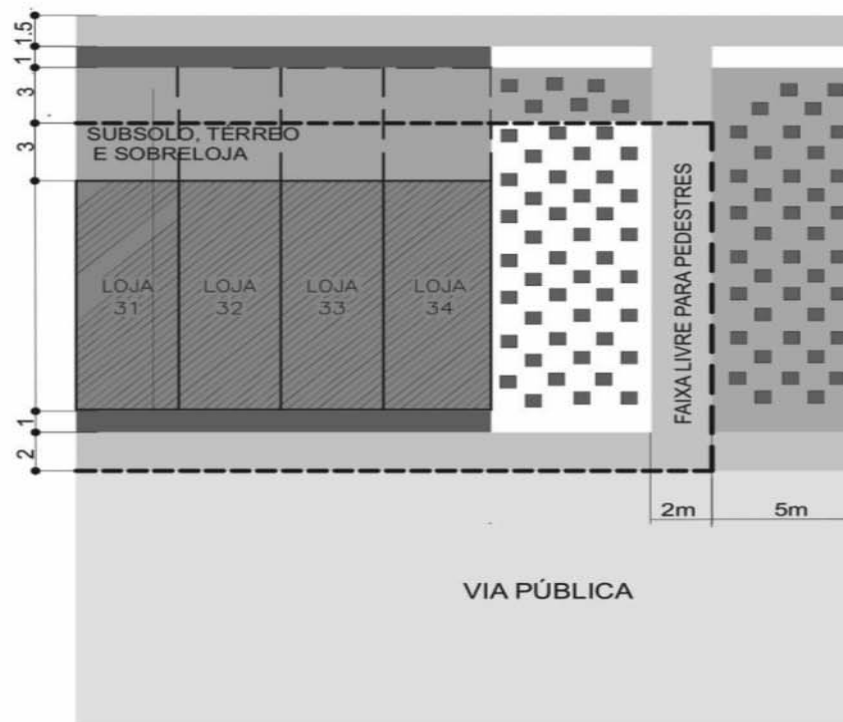 1.5
1
3
3
SUBSOLO, TÉRREO
E SOBRELOJA
LOJA
31
LOJA
32
LOJA
33
LOJA
34
FAIXA LIVRE PARA PEDESTRES
1
2
2m
5m
VIA PÚBLICA